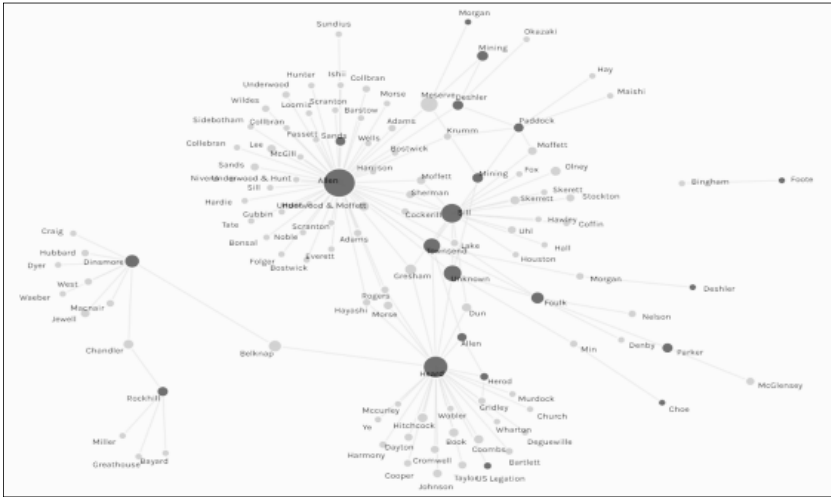 Morgan
Sundius
Okazaki
Mining
Hunter
Ishii
Collbran
Hay
Underwood
Deshler
Maishi
Wildes
Loomis
Scranton
Morse
Barstow
Paddock
Sidebotham
Collbran
Adams
Krumm
Fassett
Sands
Wells
Collebran
Lee
Bostwick
Moffett
McGill
Harrison
Sands
Fox
Olney
Allen
Moffett
Mining
Bingham
Foote
Underwood & Hunt
Sill
Sherman
Skerett
Hardie
Skerrett
Stockton
Underwood & Moffett
Cockerill
Sill
Gubbin
Hawley
Tate
Scranton
Coffin
Craig
Noble
Adams
Uhl
Bonsal
Townsend
Lake
Hall
Hubbard
Everett
Houston
Dyer
Dinsmore
Folger
Bostwick
Gresham
Unknown
Morgan
West
Deshler
Waeber
Macnair
Rogers
Foulk
Jewell
Hayashi
Morse
Dun
Nelson
Chandler
Allen
Belknap
Min
Denby
Parker
Heard
Herod
McGlensey
Rockhill
Murdock
Choe
Mccurley
Gridley
Wobler
Church
Ye
Hitchcock
Wharton
Miller
Dayton
Book
Coombs
Deguewille
Harmony
Greathouse
Bayard
Cromwell
Bartlett
Cooper
Taylor
US Legation
Johnson